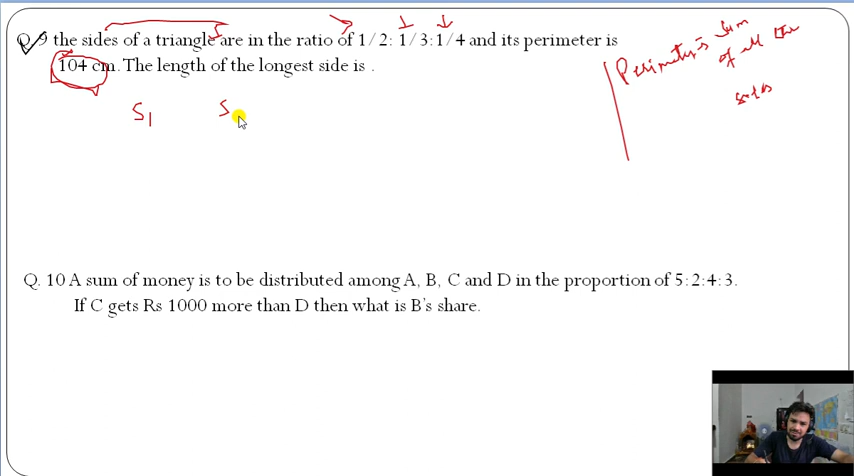 Q. 9 the sides of a triangle are in the ratio of 1/2: 1/3:1/4 and its perimeter is
104 cm. The length of the longest side is .
Perimeter = Sum
of all the
sides
S1 S
Q. 10 A sum of money is to be distributed among A, B, C and D in the proportion of 5:2:4:3.
If C gets Rs 1000 more than D then what is B's share.